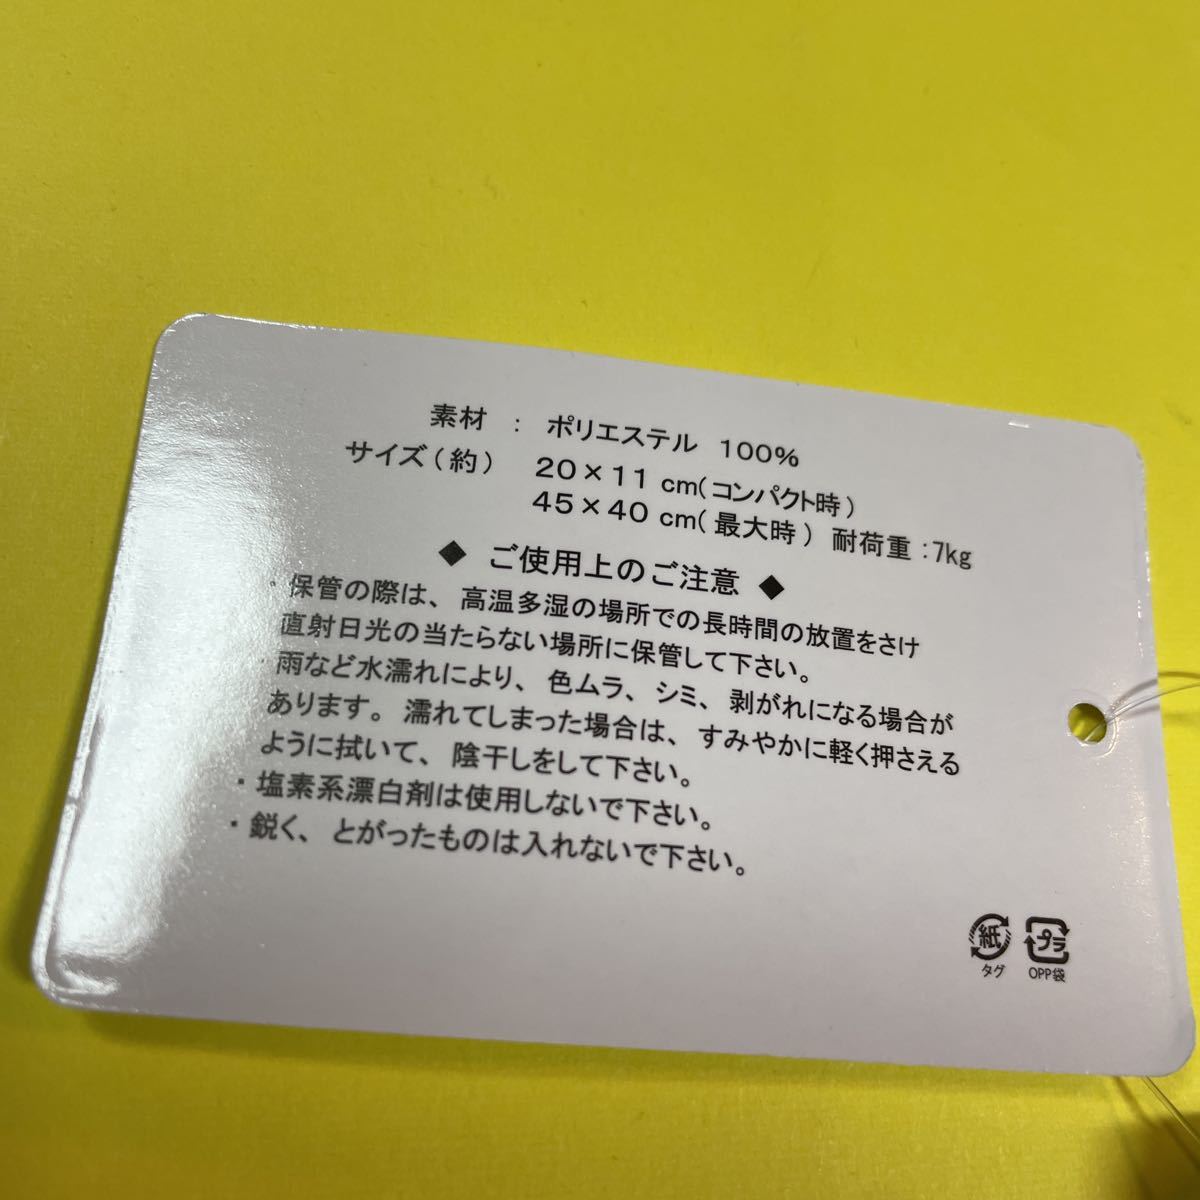 素材 : ポリエステル 100%
サイズ(約) 20×11 cm(コンパクト時)
45×40 cm(最大時) 耐荷重:7kg
◆ ご使用上のご注意 ◆
・保管の際は、高温多湿の場所での長時間の放置をさけ
直射日光の当たらない場所に保管して下さい。
・雨など水濡れにより、色ムラ、シミ、剥がれになる場合が
あります。濡れてしまった場合は、すみやかに軽く押さえる
ように拭いて、陰干しをして下さい。
・塩素系漂白剤は使用しないで下さい。
・鋭く、とがったものは入れないで下さい。
紙 プラ
タグ OPP袋